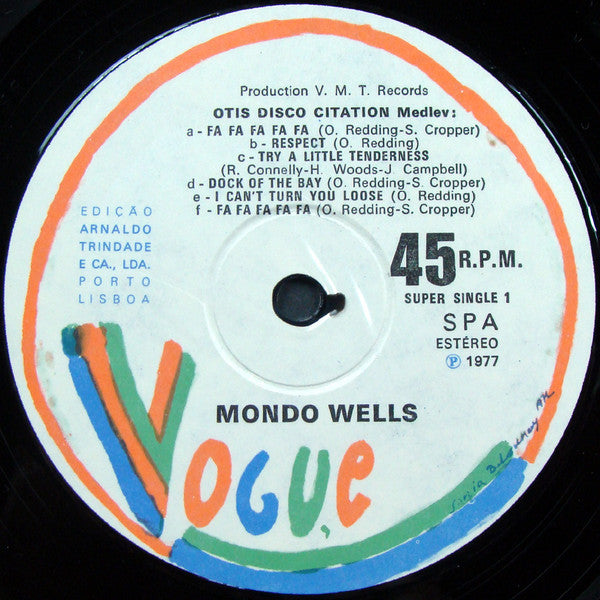 Production V. M. T. Records
OTIS DISCO CITATION Medlev:
a - FA FA FA FA FA (O. Redding-S. Cropper)
b - RESPECT (O. Redding)
c - TRY A LITTLE TENDERNESS
(R. Connelly-H. Woods-J. Campbell)
d - DOCK OF THE BAY (O. Redding-S. Cropper)
e - I CAN'T TURN YOU LOOSE (O. Redding)
f - FA FA FA FA FA (O. Redding-S. Cropper)
EDIÇÃO
ARNALDO
TRINDADE
E CA., LDA.
PORTO
LISBOA
45 R.P.M.
SUPER SINGLE 1
SPA
ESTÉREO
℗ 1977
MONDO WELLS
VOGUE